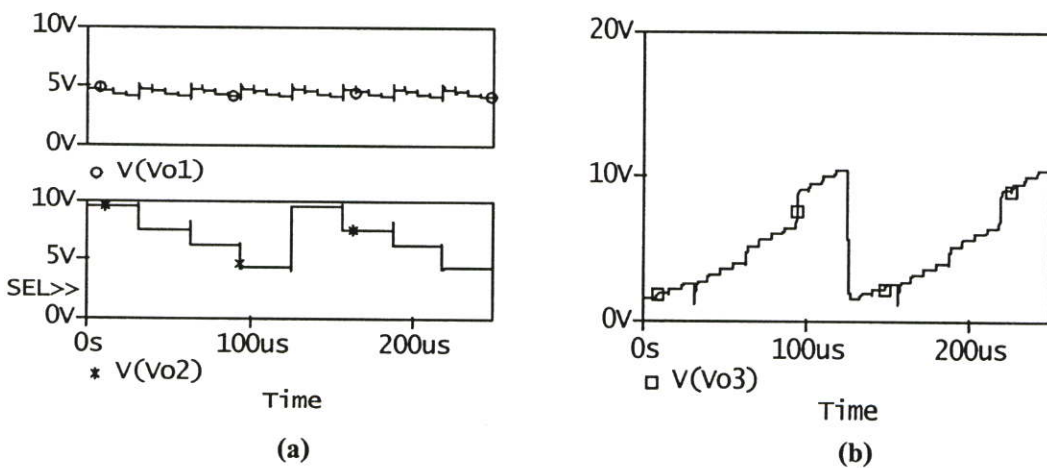 10V
5V
0V
V(Vo1)
10V
5V
SEL>>
0V
0s 100us 200us
V(Vo2)
Time
(a)
20V
10V
0V
0s 100us 200us
V(Vo3)
Time
(b)